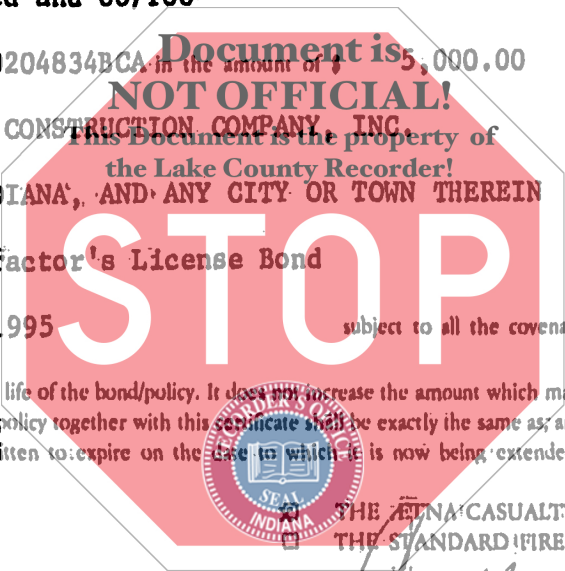 and 00/100
0204834BCA in the amount of $ 5,000.00
Document is
NOT OFFICIAL!
CONSTRUCTION COMPANY, INC.
This Document is the property of
the Lake County Recorder!
DIANA, AND ANY CITY OR TOWN THEREIN
actor's License Bond
STOP
1995 subject to all the covena
life of the bond/policy. It does not increase the amount which ma
policy together with this certificate shall be exactly the same as, a
tten to expire on the date to which it is now being extende
RECORDER'S OFFICE
SEAL
INDIANA
THE ÆTNA CASUALT
THE STANDARD FIRE